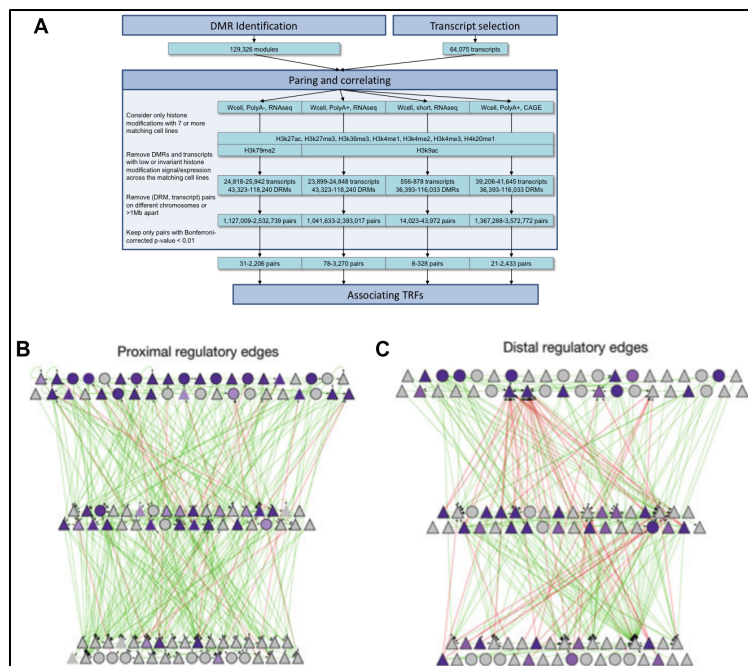 A
DMR Identification
Transcript selection
129,326 modules
64,075 transcripts
Paring and correlating
Wcell, PolyA-, RNAseq
Wcell, PolyA+, RNAseq
Wcell, short, RNAseq
Wcell, PolyA+, CAGE
Consider only histone
modifications with 7 or more
matching cell lines
H3k27ac, H3k27me3, H3k36me3, H3k4me1, H3k4me2, H3k4me3, H4k20me1
H3k79me2
H3k9ac
Remove DMRs and transcripts
with low or invariant histone
modification signal/expression
across the matching cell lines
24,818-25,942 transcripts
43,323-118,240 DRMs
23,899-24,848 transcripts
43,323-118,240 DRMs
556-878 transcripts
36,393-116,033 DMRs
39,206-41,645 transcripts
36,393-116,033 DMRs
Remove (DRM, transcript) pairs
on different chromosomes or
>1Mb apart
1,127,009-2,532,739 pairs
1,041,633-2,393,017 pairs
14,023-43,972 pairs
1,367,288-3,572,772 pairs
Keep only pairs with Bonferroni-
corrected p-value < 0.01
31-2,206 pairs
78-3,270 pairs
8-328 pairs
21-2,433 pairs
Associating TRFs
B
Proximal regulatory edges
C
Distal regulatory edges